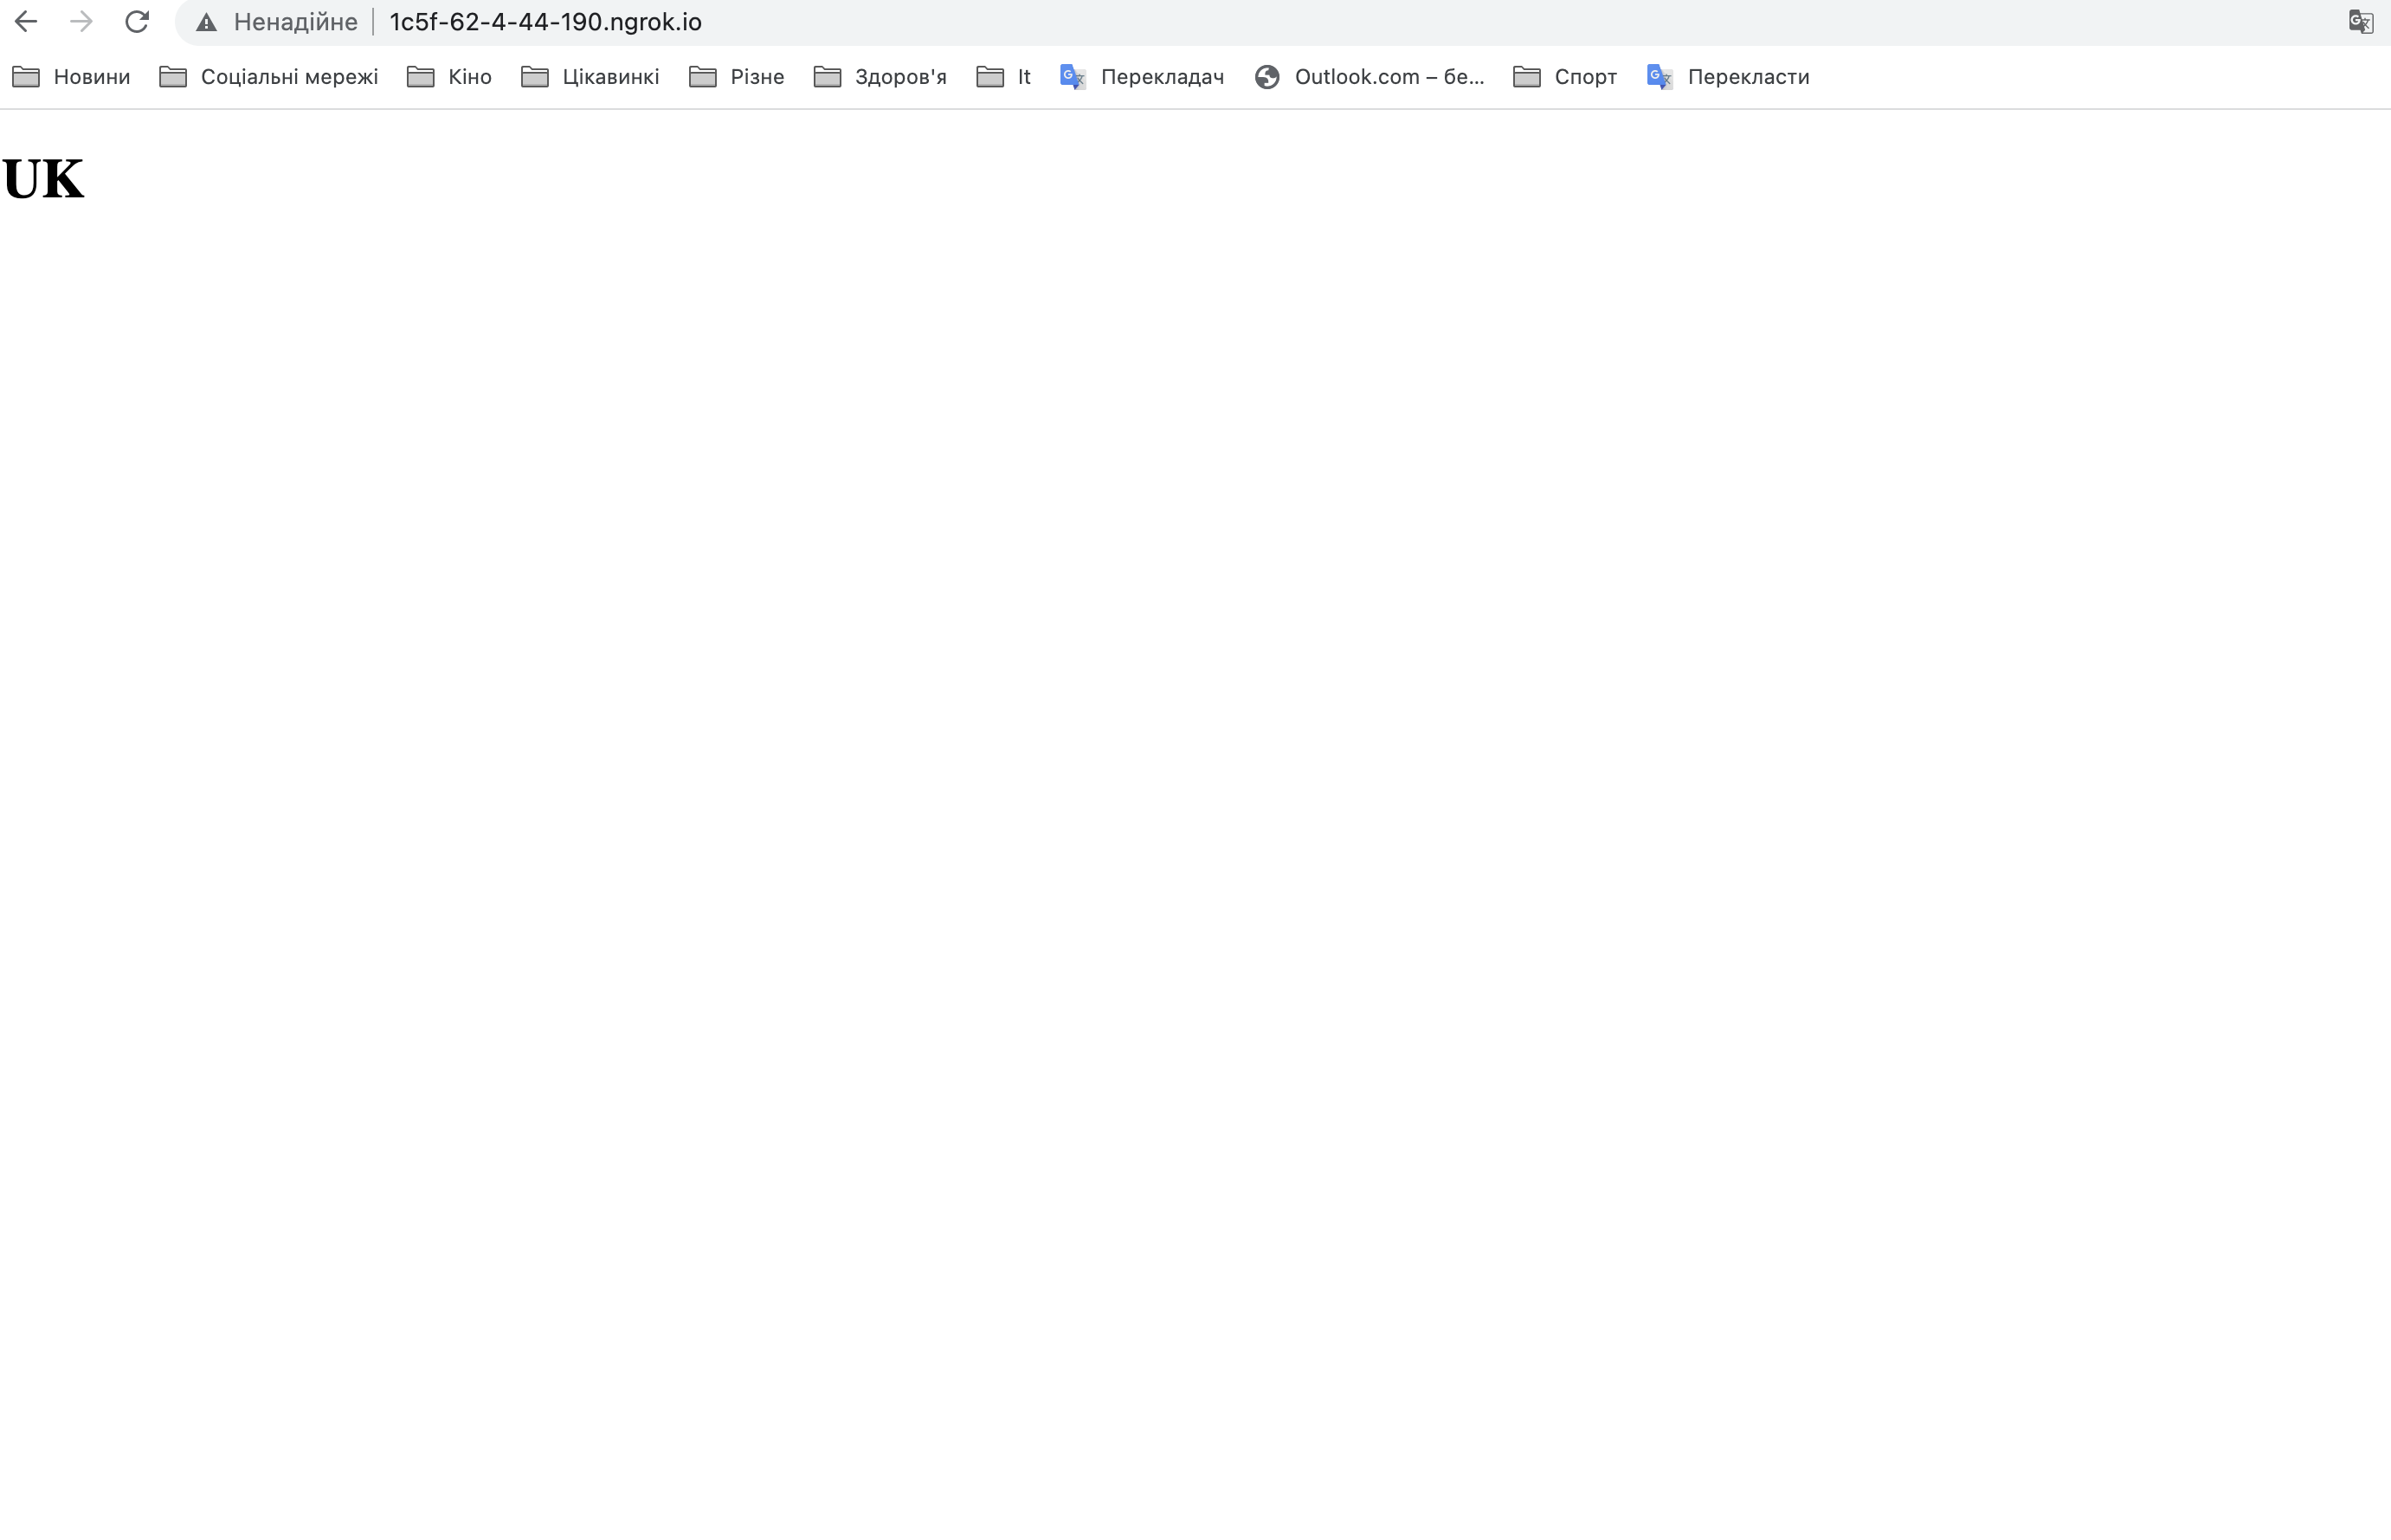 Ненадійне | 1c5f-62-4-44-190.ngrok.io
Новини Соціальні мережі Кіно Цікавинкі Різне Здоров'я It Перекладач Outlook.com – бе... Спорт Перекласти
UK